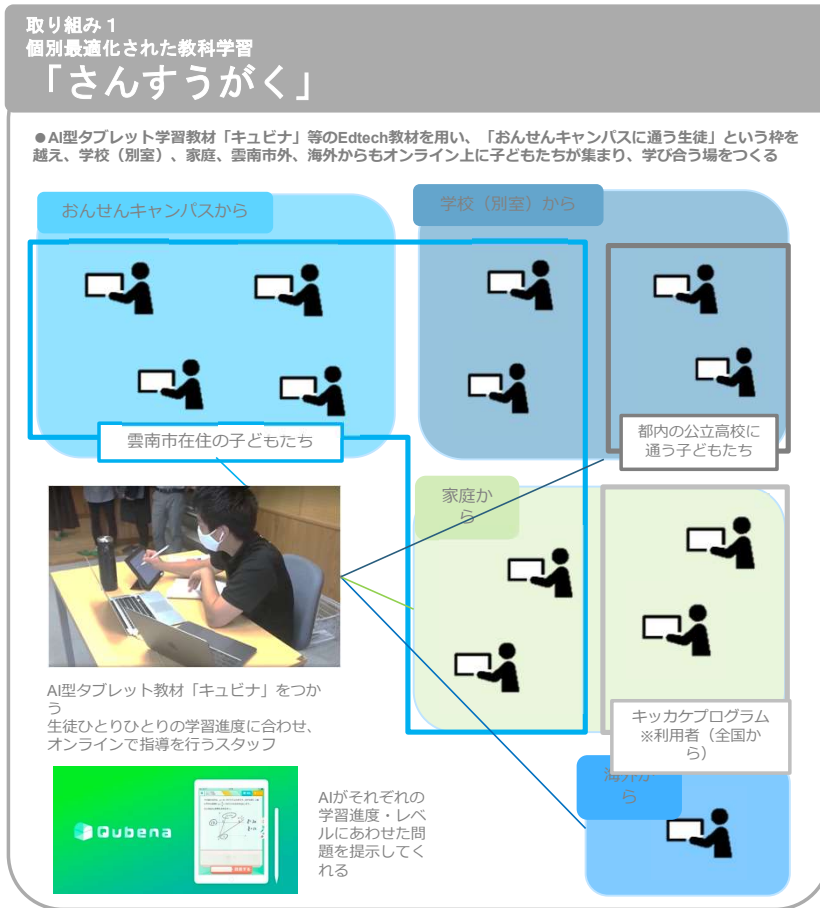 取り組み１
個別最適化された教科学習
「さんすうがく」
●AI型タブレット学習教材「キュビナ」等のEdtech教材を用い、「おんせんキャンパスに通う生徒」という枠を
越え、学校（別室）、家庭、雲南市外、海外からもオンライン上に子どもたちが集まり、学び合う場をつくる
おんせんキャンパスから
学校（別室）から
雲南市在住の子どもたち
都内の公立高校に
通う子どもたち
家庭か
ら
AI型タブレット教材「キュビナ」をつか
う
生徒ひとりひとりの学習進度に合わせ、
オンラインで指導を行うスタッフ
キッカケプログラム
※利用者（全国か
ら）
海外か
ら
Qubena
AIがそれぞれの
学習進度・レベ
ルにあわせた問
題を提示してく
れる